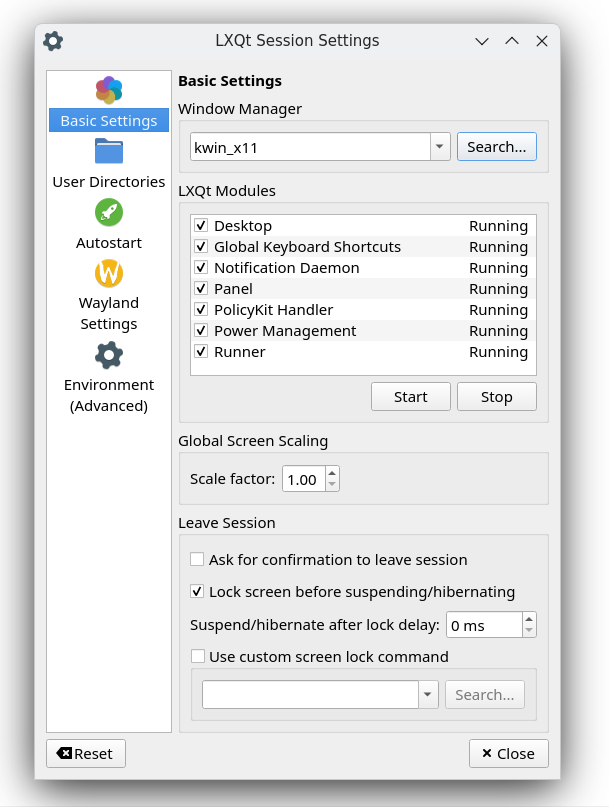 LXQt Session Settings
Basic Settings
User Directories
Autostart
Wayland
Settings
Environment
(Advanced)
Basic Settings
Window Manager
kwin_x11
Search...
LXQt Modules
Desktop Running
Global Keyboard Shortcuts Running
Notification Daemon Running
Panel Running
PolicyKit Handler Running
Power Management Running
Runner Running
Start
Stop
Global Screen Scaling
Scale factor: 1.00
Leave Session
Ask for confirmation to leave session
Lock screen before suspending/hibernating
Suspend/hibernate after lock delay: 0 ms
Use custom screen lock command
Search...
Reset
Close